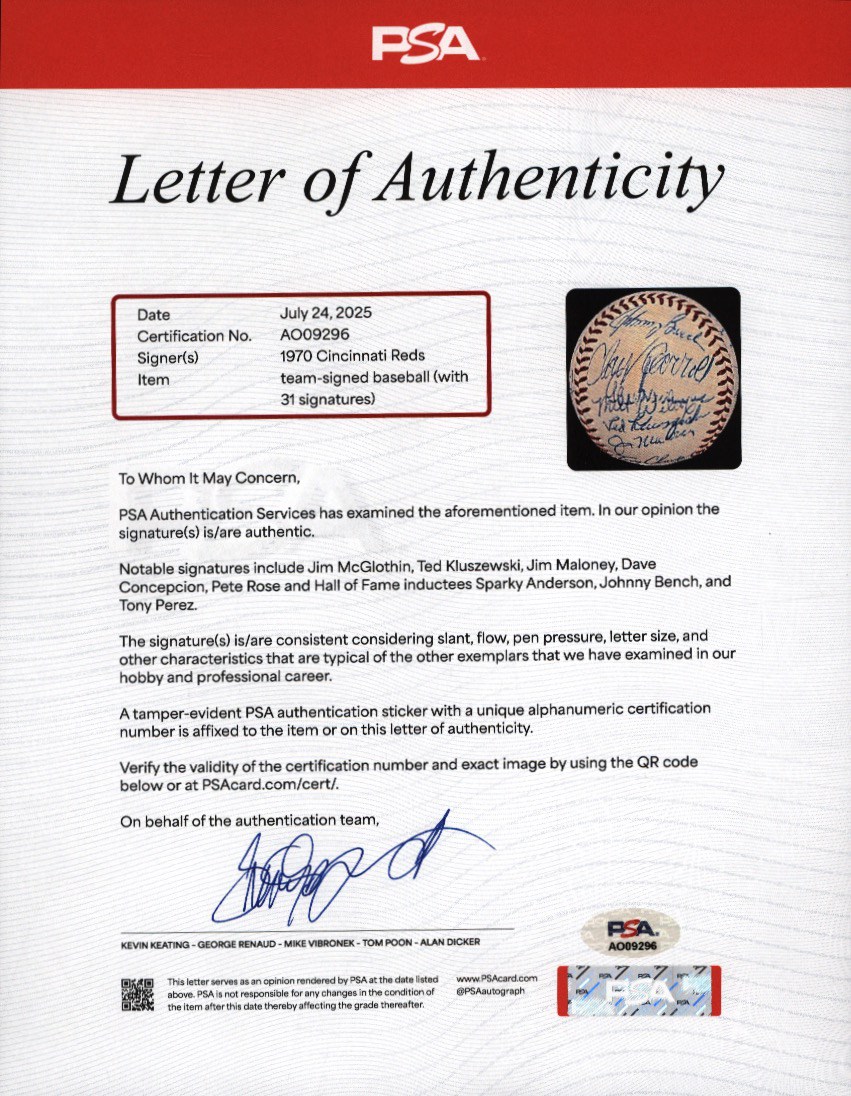 PSA
Letter of Authenticity
Date July 24, 2025
Certification No. AO09296
Signer(s) 1970 Cincinnati Reds
Item team-signed baseball (with
31 signatures)
Johnny Bench
Clay Carroll
Milt Wilcox
Ted Kluszewski
Jim Maloney
To Whom It May Concern,
PSA Authentication Services has examined the aforementioned item. In our opinion the
signature(s) is/are authentic.
Notable signatures include Jim McGlothin, Ted Kluszewski, Jim Maloney, Dave
Concepcion, Pete Rose and Hall of Fame inductees Sparky Anderson, Johnny Bench, and
Tony Perez.
The signature(s) is/are consistent considering slant, flow, pen pressure, letter size, and
other characteristics that are typical of the other exemplars that we have examined in our
hobby and professional career.
A tamper-evident PSA authentication sticker with a unique alphanumeric certification
number is affixed to the item or on this letter of authenticity.
Verify the validity of the certification number and exact image by using the QR code
below or at PSAcard.com/cert/.
On behalf of the authentication team,
KEVIN KEATING - GEORGE RENAUD - MIKE VIBRONEK - TOM POON - ALAN DICKER
PSA
AO09296
This letter serves as an opinion rendered by PSA at the date listed
above. PSA is not responsible for any changes in the condition of
the item after this date thereby affecting the grade thereafter.
www.PSAcard.com
@PSAautograph
PSA